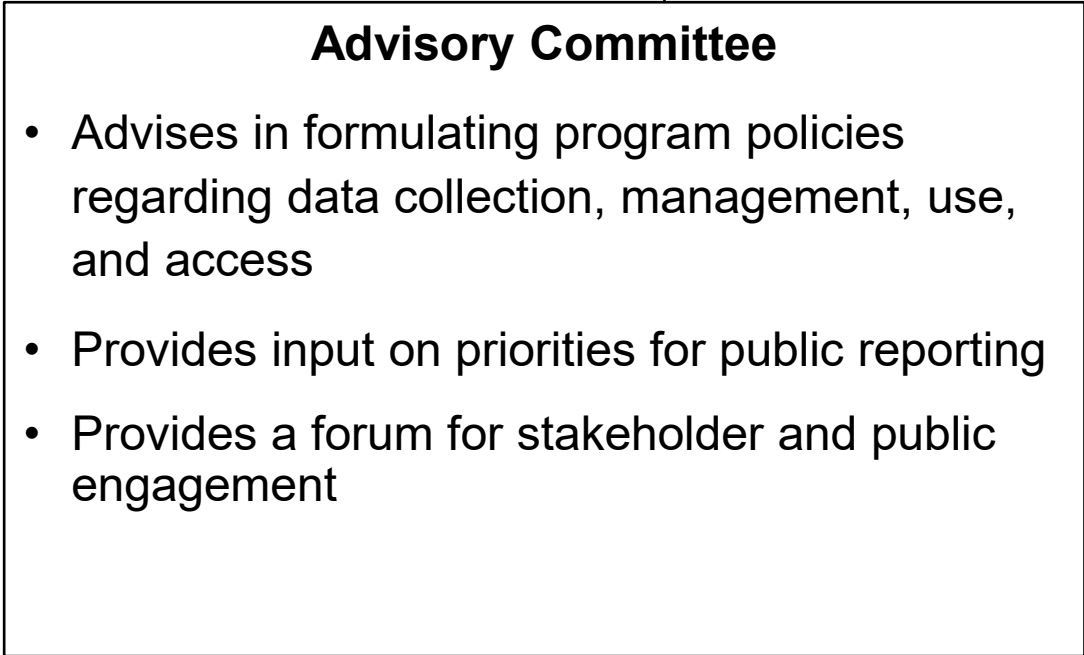 Advisory Committee
• Advises in formulating program policies
regarding data collection, management, use,
and access
• Provides input on priorities for public reporting
• Provides a forum for stakeholder and public
engagement